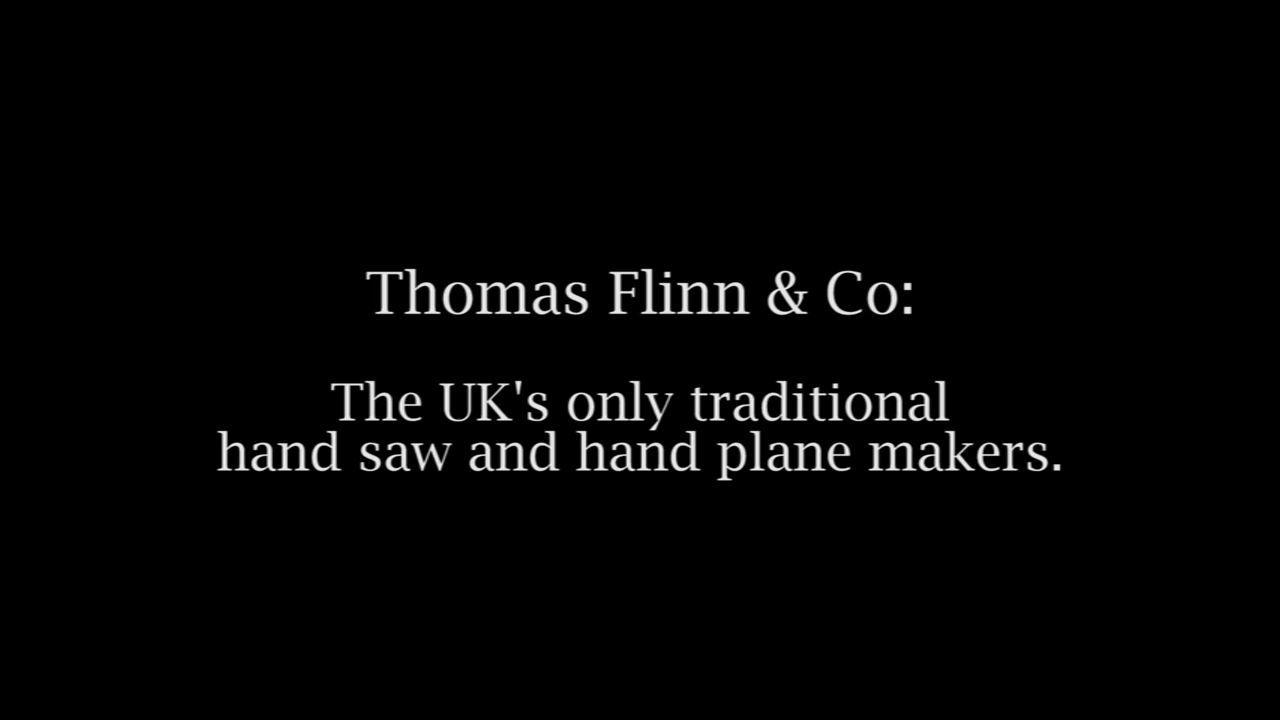 Thomas Flinn & Co:
The UK's only traditional
hand saw and hand plane makers.